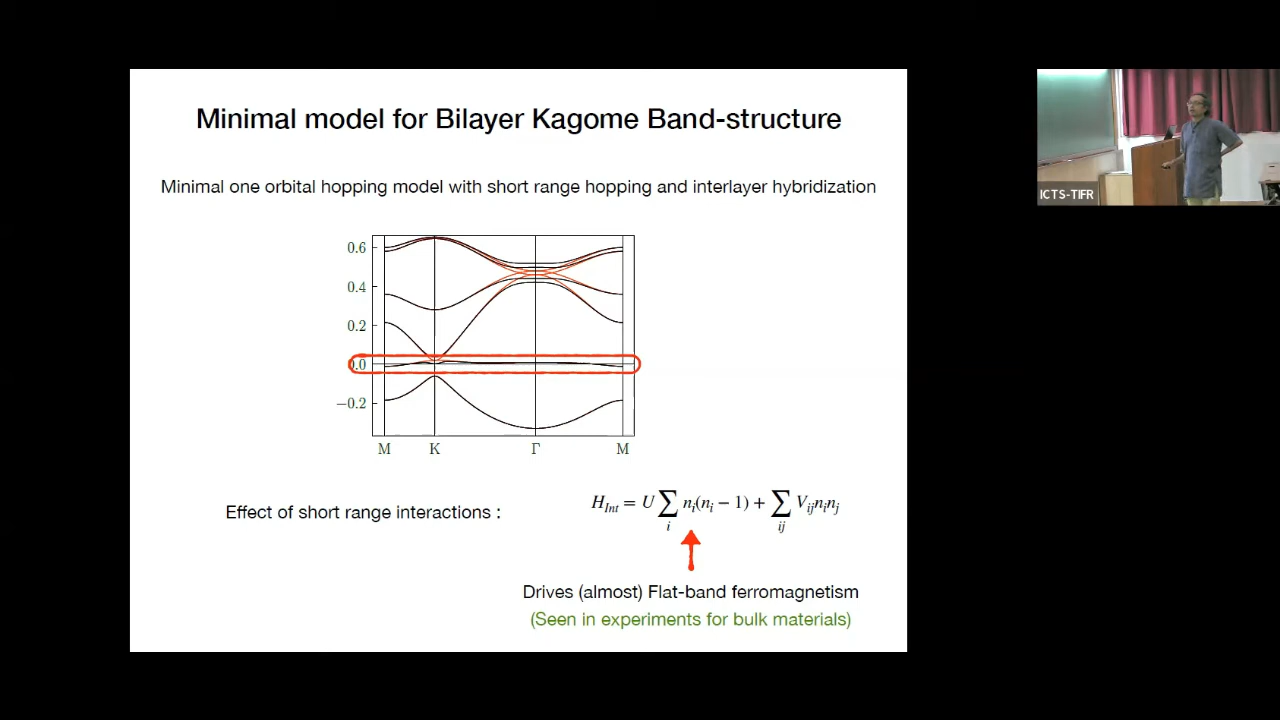 Minimal model for Bilayer Kagome Band-structure
Minimal one orbital hopping model with short range hopping and interlayer hybridization
0.6
0.4
0.2
0.0
−0.2
M K Γ M
Effect of short range interactions :
H_Int = U ∑_i n_i(n_i − 1) + ∑_ij V_ij n_i n_j
Drives (almost) Flat-band ferromagnetism
(Seen in experiments for bulk materials)
ICTS-TIFR